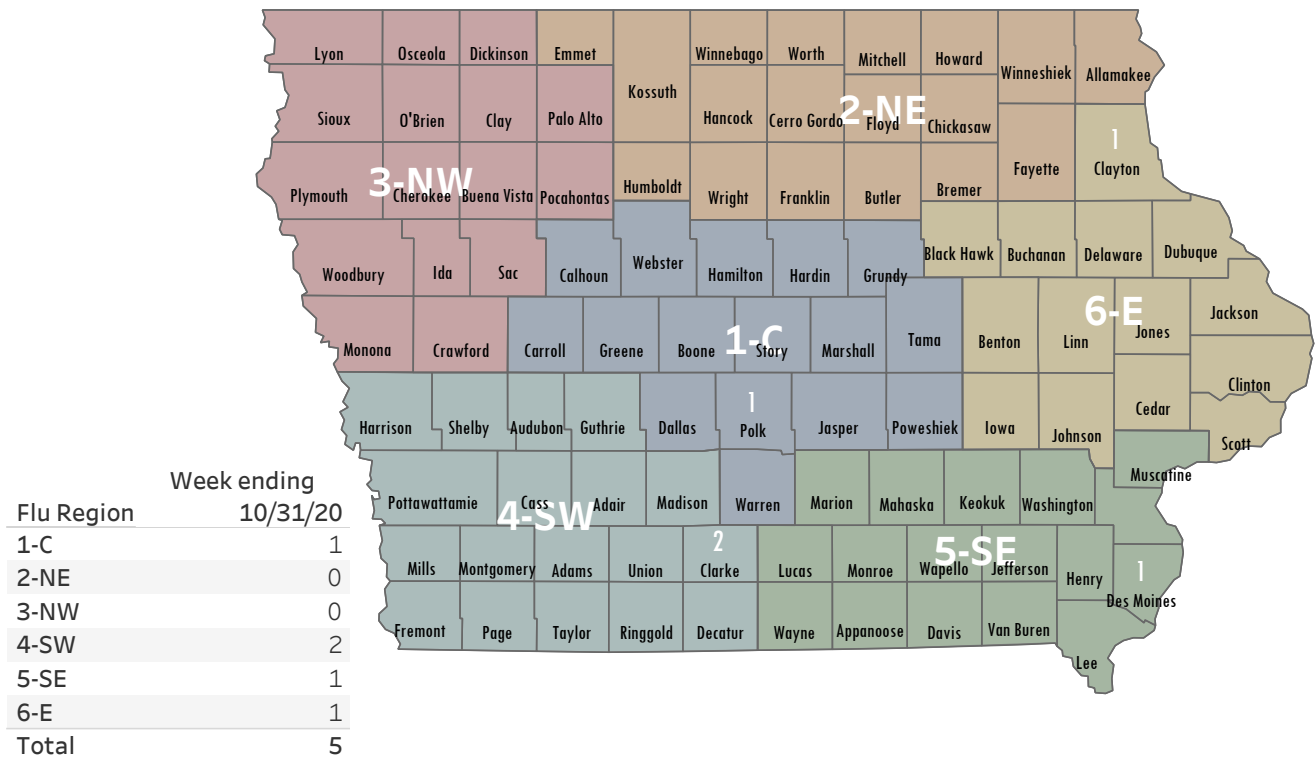 Lyon Osceola Dickinson Emmet Winnebago Worth Mitchell Howard Winneshiek Allamakee
Kossuth
Sioux O'Brien Clay Palo Alto Hancock Cerro Gordo Floyd Chickasaw
2-NE
1
Clayton
Fayette
3-NW
Plymouth Cherokee Buena Vista Pocahontas Humboldt Wright Franklin Butler Bremer
Woodbury Ida Sac Calhoun Webster Hamilton Hardin Grundy Black Hawk Buchanan Delaware Dubuque
6-E
Jackson
Monona Crawford Carroll Greene Boone Story Marshall Tama Benton Linn Jones
1-C
Clinton
1
Harrison Shelby Audubon Guthrie Dallas Polk Jasper Poweshiek Iowa Johnson Cedar Scott
Muscatine
Pottawattamie Cass Adair Madison Warren Marion Mahaska Keokuk Washington
4-SW
2
5-SE
1
Mills Montgomery Adams Union Clarke Lucas Monroe Wapello Jefferson Henry Des Moines
Fremont Page Taylor Ringgold Decatur Wayne Appanoose Davis Van Buren Lee
Week ending
Flu Region 10/31/20
1-C 1
2-NE 0
3-NW 0
4-SW 2
5-SE 1
6-E 1
Total 5